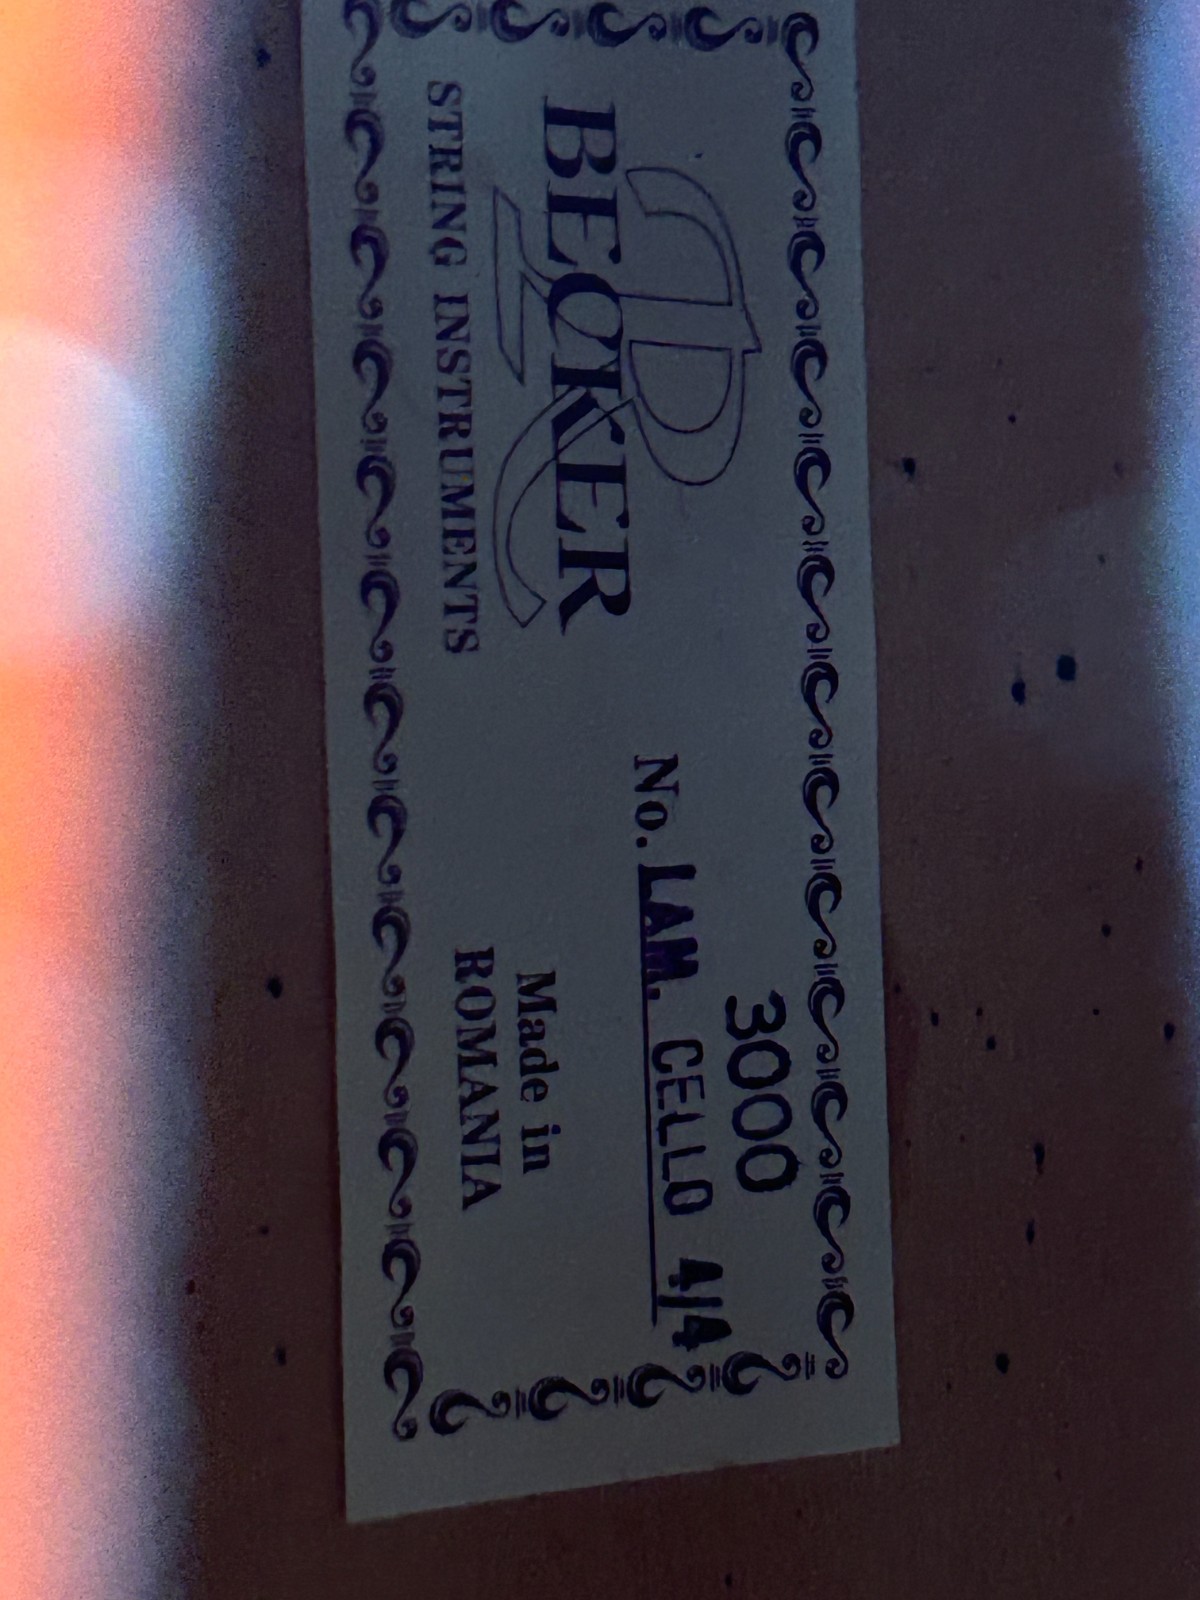 BECKER
STRING INSTRUMENTS
3000
No. LAM. CELLO 4/4
Made in
ROMANIA